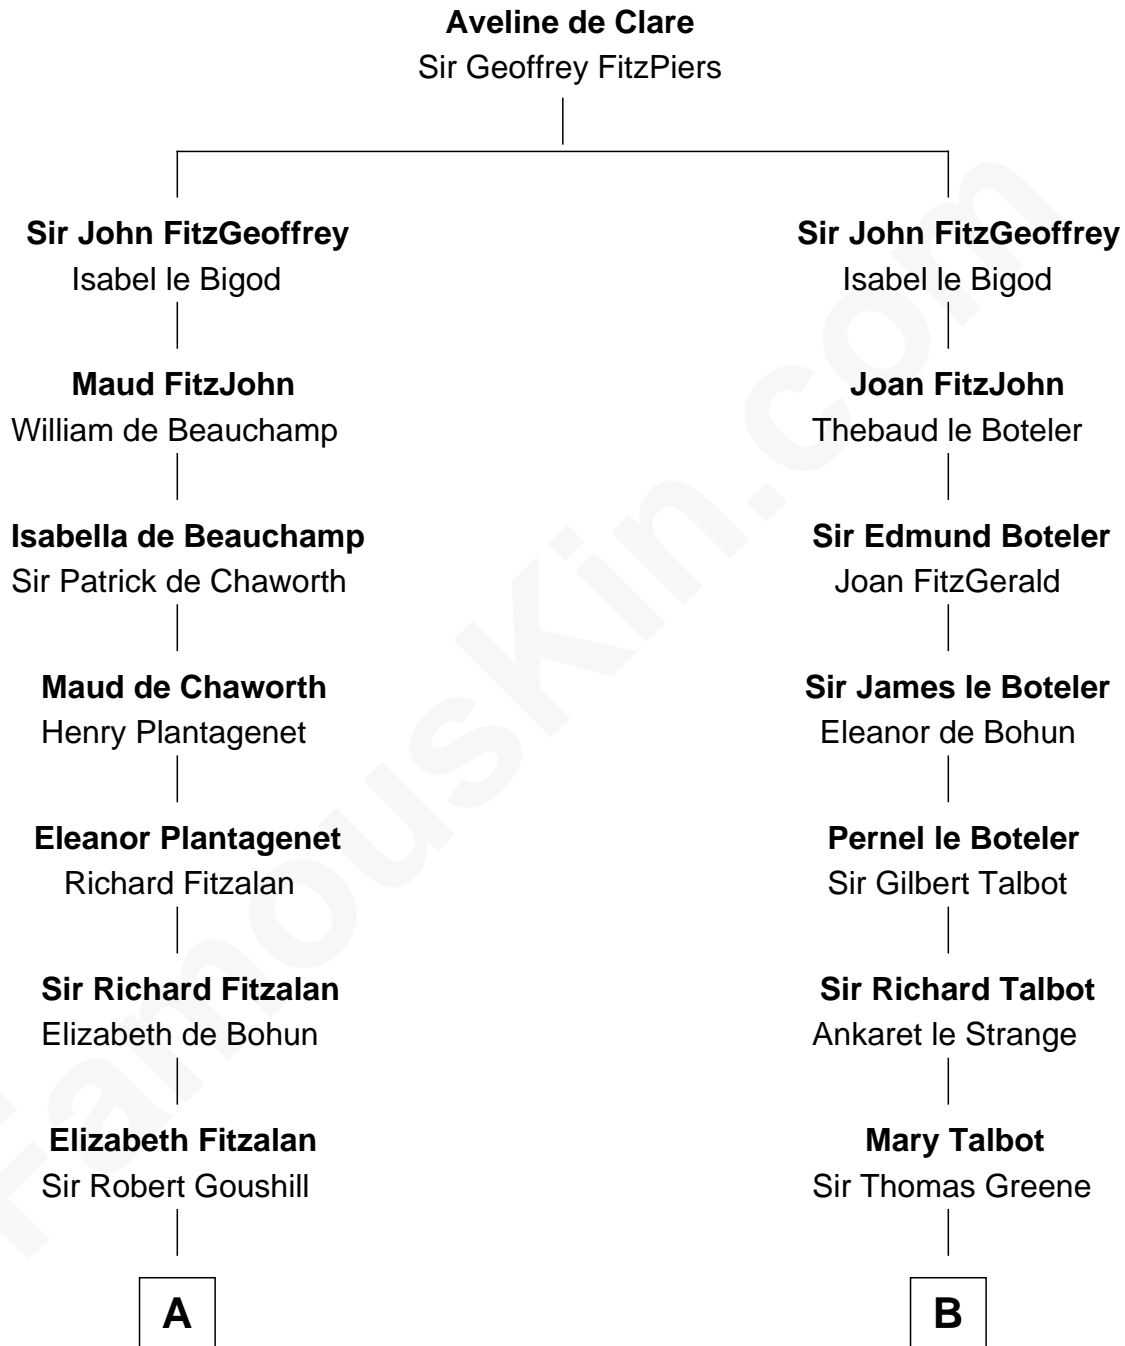 Aveline de Clare
Sir Geoffrey FitzPiers
Sir John FitzGeoffrey
Isabel le Bigod
Maud FitzJohn
William de Beauchamp
Isabella de Beauchamp
Sir Patrick de Chaworth
Maud de Chaworth
Henry Plantagenet
Eleanor Plantagenet
Richard Fitzalan
Sir Richard Fitzalan
Elizabeth de Bohun
Elizabeth Fitzalan
Sir Robert Goushill
A
Sir John FitzGeoffrey
Isabel le Bigod
Joan FitzJohn
Thebaud le Boteler
Sir Edmund Boteler
Joan FitzGerald
Sir James le Boteler
Eleanor de Bohun
Pernel le Boteler
Sir Gilbert Talbot
Sir Richard Talbot
Ankaret le Strange
Mary Talbot
Sir Thomas Greene
B
FamousKin.com